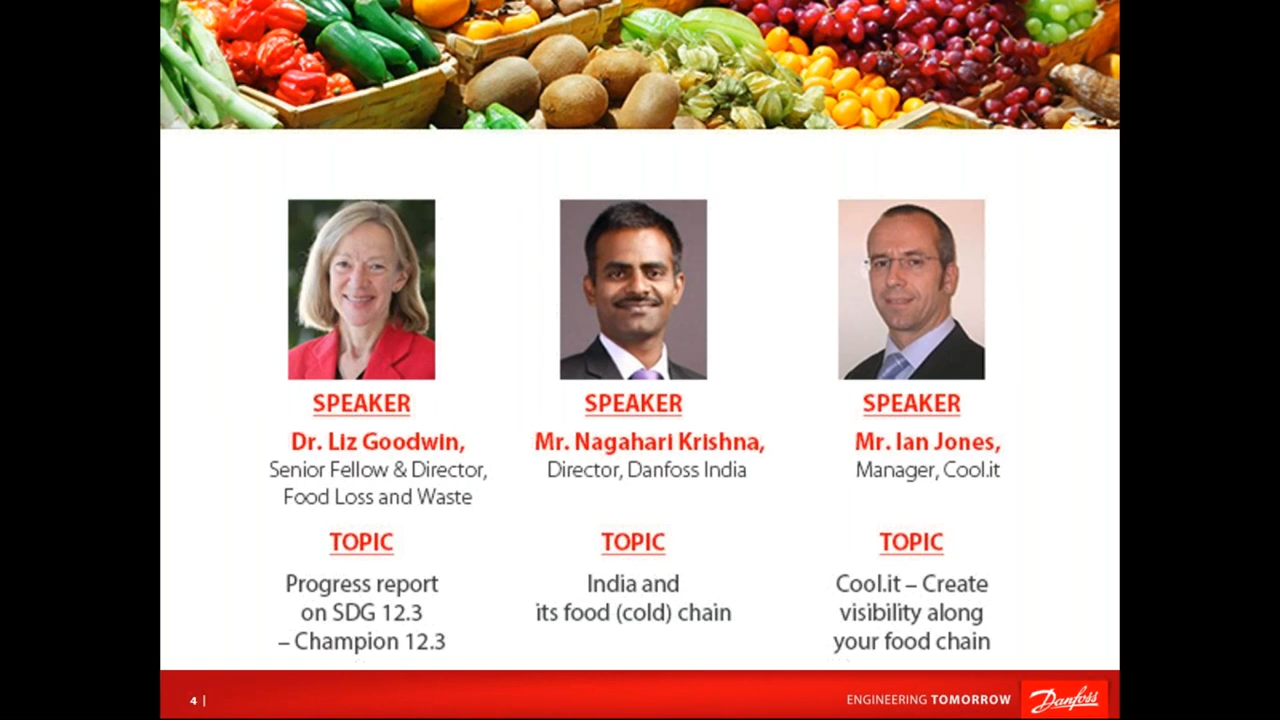 SPEAKER
Dr. Liz Goodwin,
Senior Fellow & Director,
Food Loss and Waste
TOPIC
Progress report
on SDG 12.3
– Champion 12.3
SPEAKER
Mr. Nagahari Krishna,
Director, Danfoss India
TOPIC
India and
its food (cold) chain
SPEAKER
Mr. Ian Jones,
Manager, Cool.it
TOPIC
Cool.it – Create
visibility along
your food chain
4 |
ENGINEERING TOMORROW
Danfoss